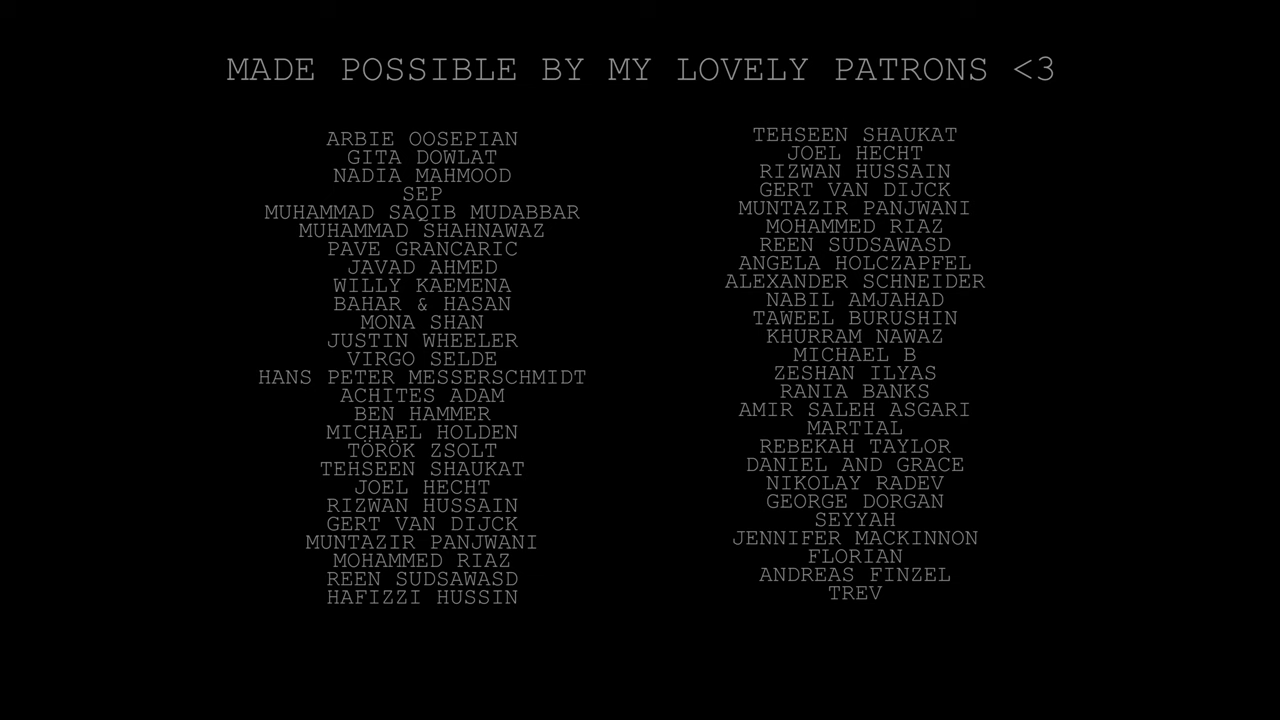 MADE POSSIBLE BY MY LOVELY PATRONS <3
ARBIE OOSEPIAN
GITA DOWLAT
NADIA MAHMOOD
SEP
MUHAMMAD SAQIB MUDABBAR
MUHAMMAD SHAHNAWAZ
PAVE GRANCARIC
JAVAD AHMED
WILLY KAEMENA
BAHAR & HASAN
MONA SHAN
JUSTIN WHEELER
VIRGO SELDE
HANS PETER MESSERSCHMIDT
ACHITES ADAM
BEN HAMMER
MICHAEL HOLDEN
TÖRÖK ZSOLT
TEHSEEN SHAUKAT
JOEL HECHT
RIZWAN HUSSAIN
GERT VAN DIJCK
MUNTAZIR PANJWANI
MOHAMMED RIAZ
REEN SUDSAWASD
HAFIZZI HUSSIN
TEHSEEN SHAUKAT
JOEL HECHT
RIZWAN HUSSAIN
GERT VAN DIJCK
MUNTAZIR PANJWANI
MOHAMMED RIAZ
REEN SUDSAWASD
ANGELA HOLCZAPFEL
ALEXANDER SCHNEIDER
NABIL AMJAHAD
TAWEEL BURUSHIN
KHURRAM NAWAZ
MICHAEL B
ZESHAN ILYAS
RANIA BANKS
AMIR SALEH ASGARI
MARTIAL
REBEKAH TAYLOR
DANIEL AND GRACE
NIKOLAY RADEV
GEORGE DORGAN
SEYYAH
JENNIFER MACKINNON
FLORIAN
ANDREAS FINZEL
TREV